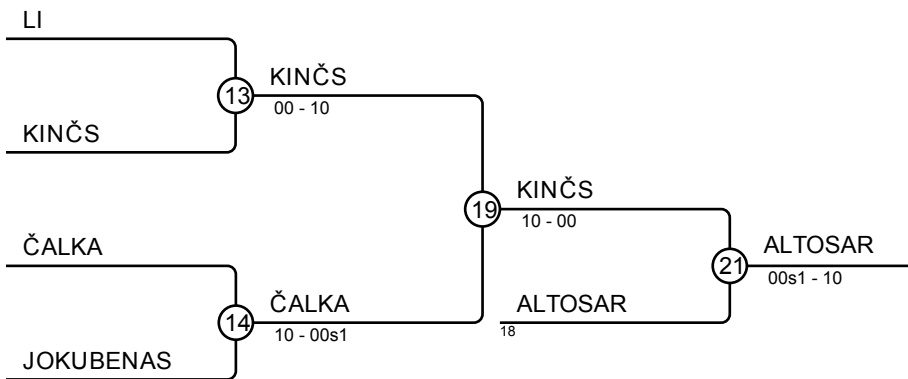 LI
KINČS
13
00 - 10
KINČS
ČALKA
14
ČALKA
10 - 00s1
JOKUBENAS
19
KINČS
10 - 00
ALTOSAR
18
21
ALTOSAR
00s1 - 10